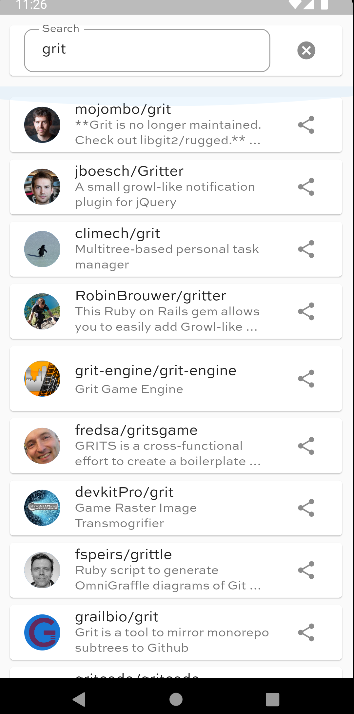 11:26
Search
grit
mojombo/grit
**Grit is no longer maintained.
Check out libgit2/rugged.** ...
jboesch/Gritter
A small growl-like notification
plugin for jQuery
climech/grit
Multitree-based personal task
manager
RobinBrouwer/gritter
This Ruby on Rails gem allows
you to easily add Growl-like ...
grit-engine/grit-engine
Grit Game Engine
fredsa/gritsgame
GRITS is a cross-functional
effort to create a boilerplate ...
devkitPro/grit
Game Raster Image
Transmogrifier
fspeirs/grittle
Ruby script to generate
OmniGraffle diagrams of Git ...
grailbio/grit
Grit is a tool to mirror monorepo
subtrees to Github